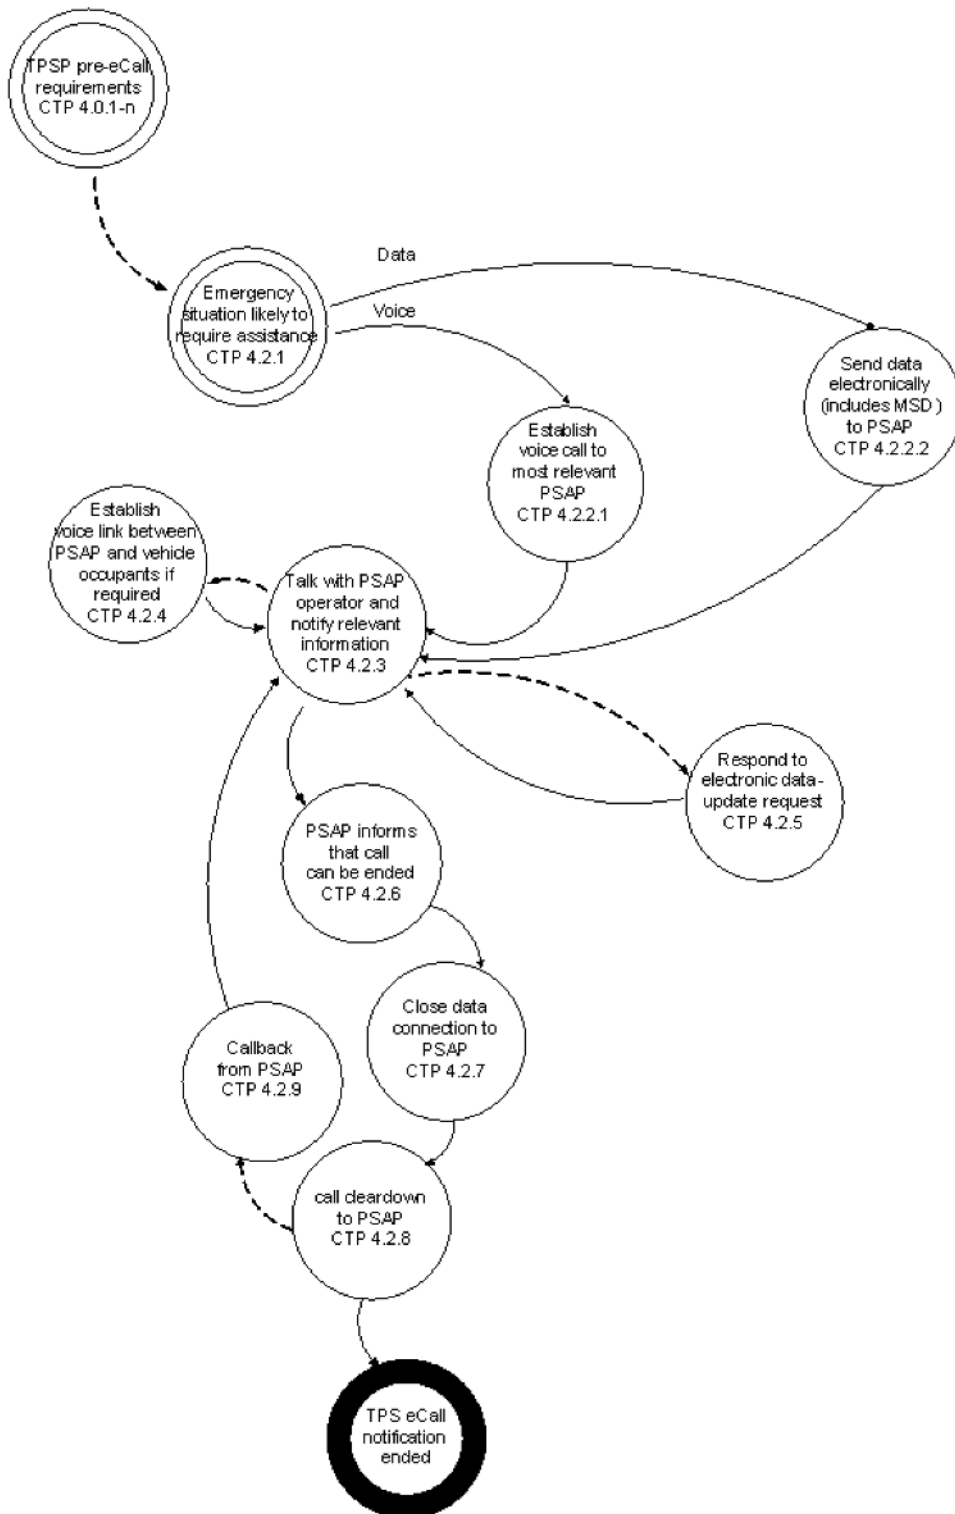 TPSP pre-eCall
requirements
CTP 4.0.1-n
Data
Voice
Emergency
situation likely to
require assistance
CTP 4.2.1
Send data
electronically
(includes MSD )
to PSAP
CTP 4.2.2.2
Establish
voice call to
most relevant
PSAP
CTP 4.2.2.1
Establish
voice link between
PSAP and vehicle
occupants if
required
CTP 4.2.4
Talk with PSAP
operator and
notify relevant
information
CTP 4.2.3
Respond to
electronic data-
update request
CTP 4.2.5
PSAP informs
that call
can be ended
CTP 4.2.6
Close data
connection to
PSAP
CTP 4.2.7
Callback
from PSAP
CTP 4.2.9
call cleardown
to PSAP
CTP 4.2.8
TPS eCall
notification
ended